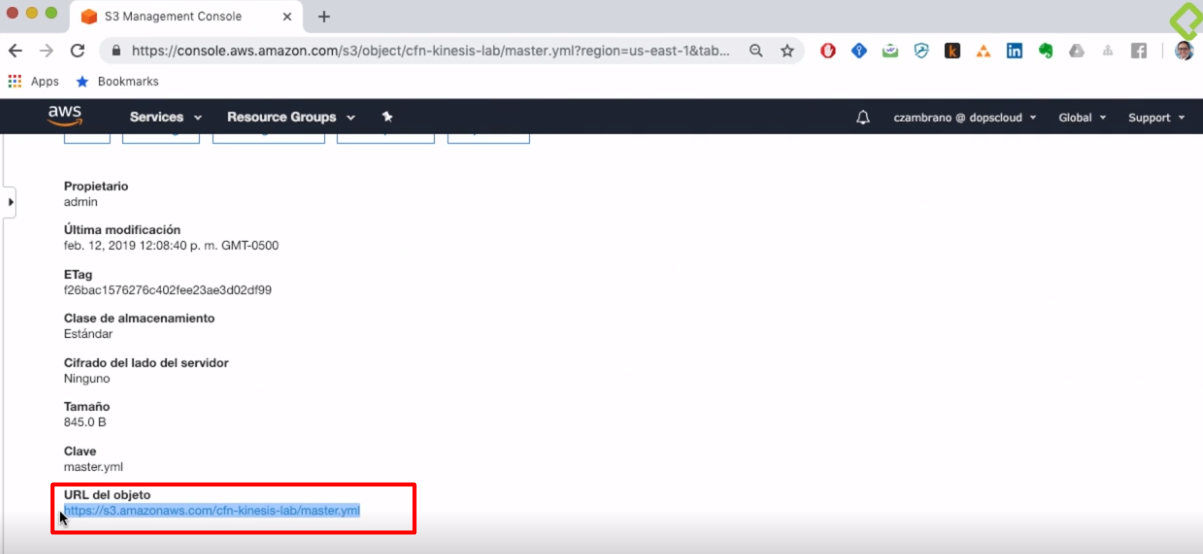 S3 Management Console
https://console.aws.amazon.com/s3/object/cfn-kinesis-lab/master.yml?region=us-east-1&tab...
Apps
Bookmarks
aws
Services
Resource Groups
czambrano @ dopscloud
Global
Support
Propietario
admin
Última modificación
feb. 12, 2019 12:08:40 p. m. GMT-0500
ETag
f26bac1576276c402fee23ae3d02df99
Clase de almacenamiento
Estándar
Cifrado del lado del servidor
Ninguno
Tamaño
845.0 B
Clave
master.yml
URL del objeto
https://s3.amazonaws.com/cfn-kinesis-lab/master.yml